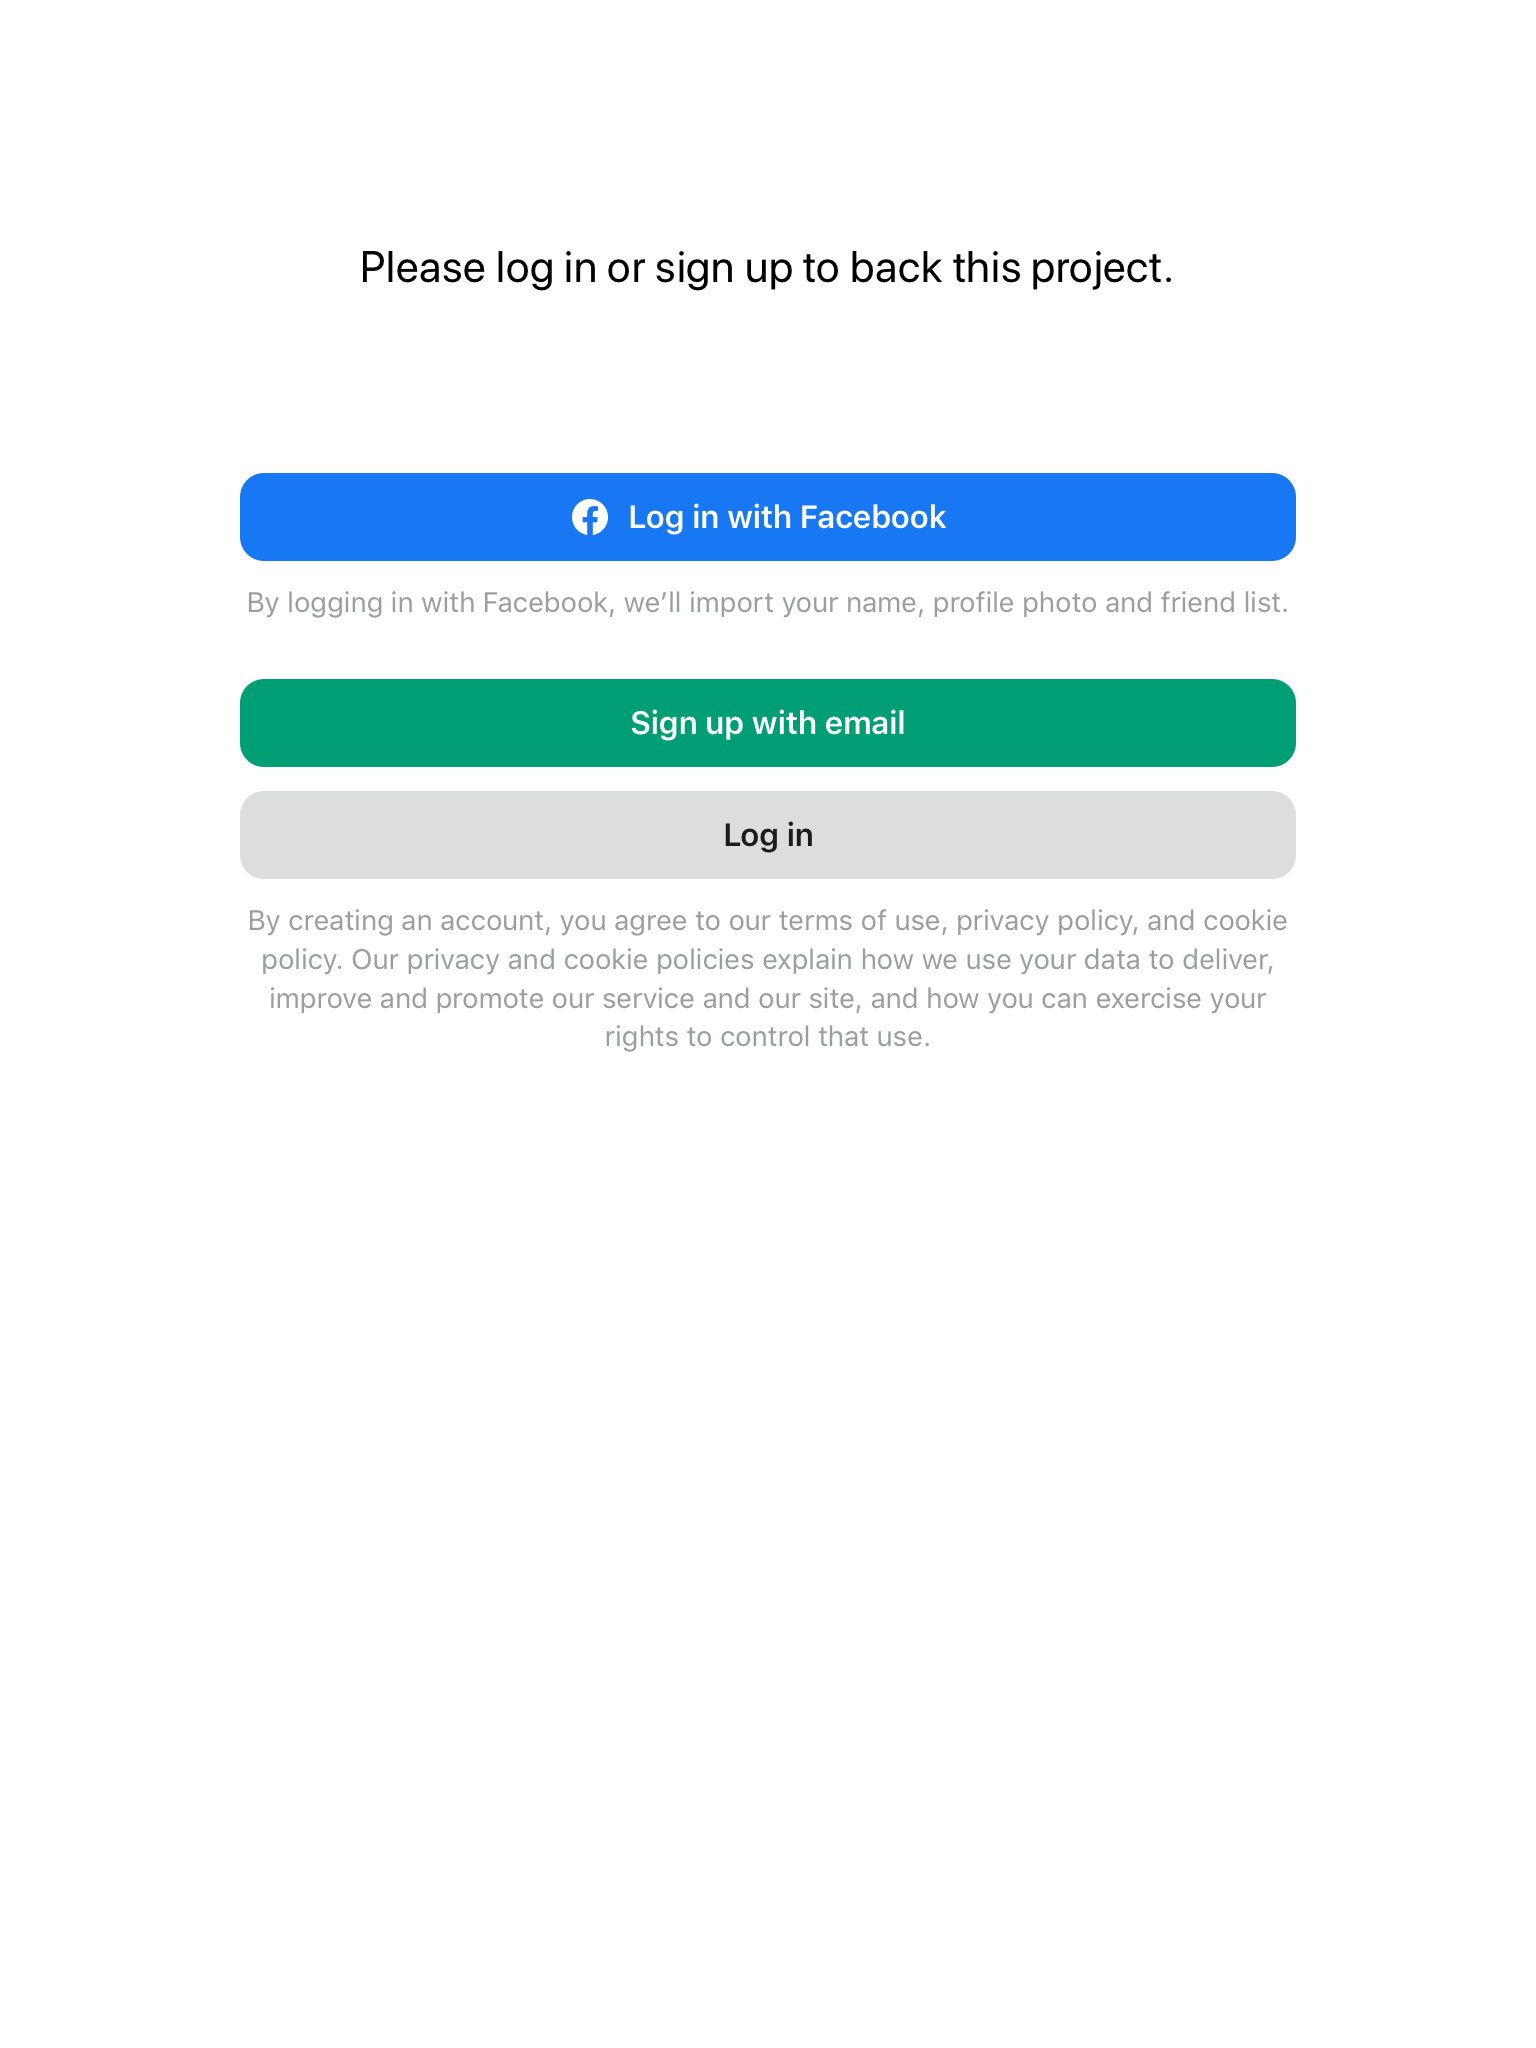 Please log in or sign up to back this project.
Log in with Facebook
By logging in with Facebook, we’ll import your name, profile photo and friend list.
Sign up with email
Log in
By creating an account, you agree to our terms of use, privacy policy, and cookie
policy. Our privacy and cookie policies explain how we use your data to deliver,
improve and promote our service and our site, and how you can exercise your
rights to control that use.